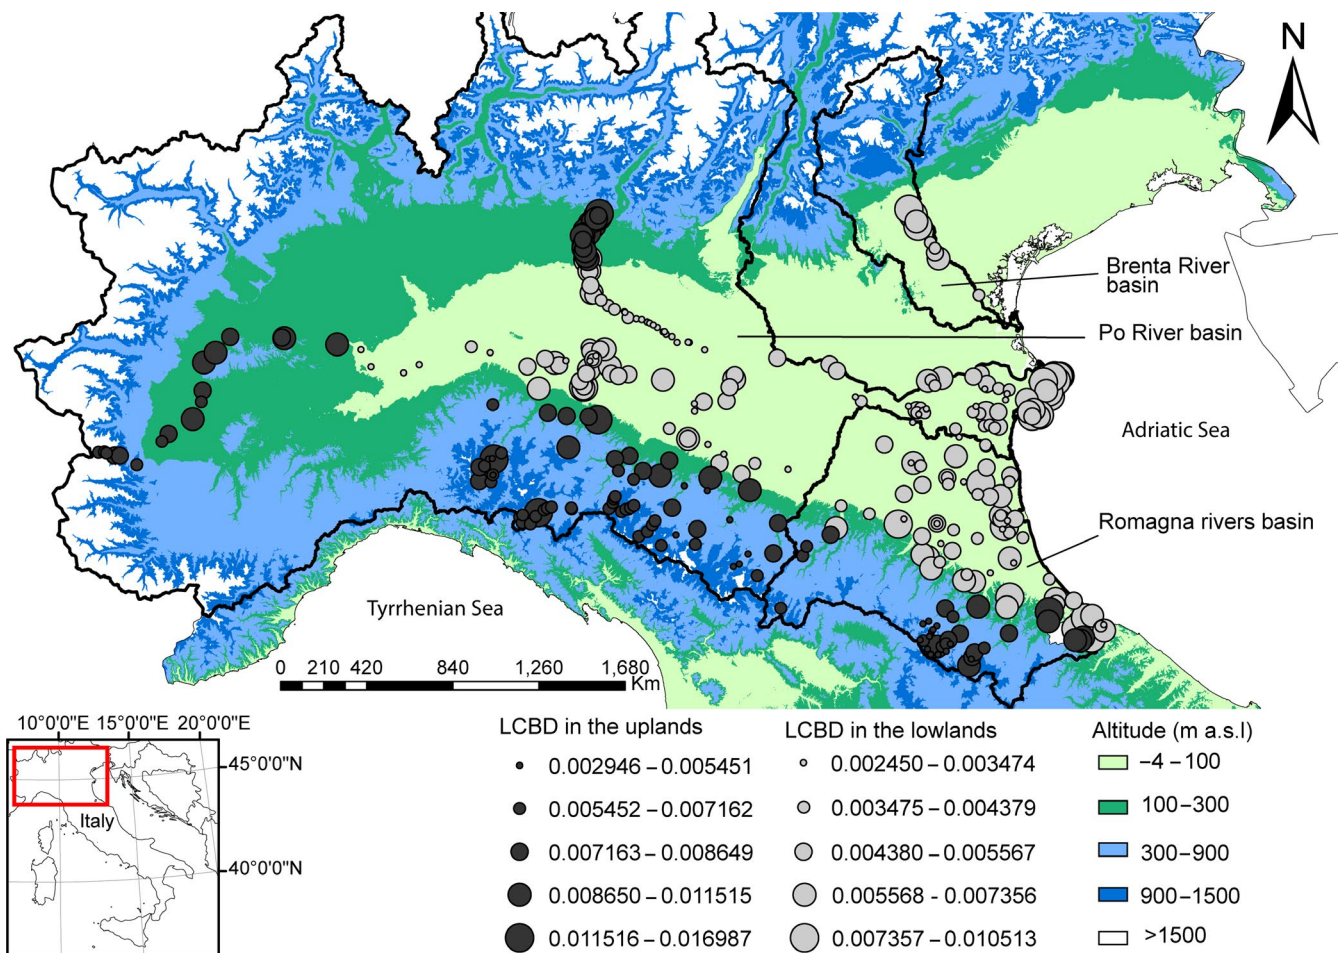 N
Brenta River
basin
Po River basin
Adriatic Sea
Romagna rivers basin
Tyrrhenian Sea
0 210 420 840 1,260 1,680
Km
10°0'0"E 15°0'0"E 20°0'0"E
45°0'0"N
Italy
40°0'0"N
LCBD in the uplands
0.002946 – 0.005451
0.005452 – 0.007162
0.007163 – 0.008649
0.008650 – 0.011515
0.011516 – 0.016987
LCBD in the lowlands
0.002450 – 0.003474
0.003475 – 0.004379
0.004380 – 0.005567
0.005568 - 0.007356
0.007357 – 0.010513
Altitude (m a.s.l)
–4 – 100
100 – 300
300 – 900
900 – 1500
>1500